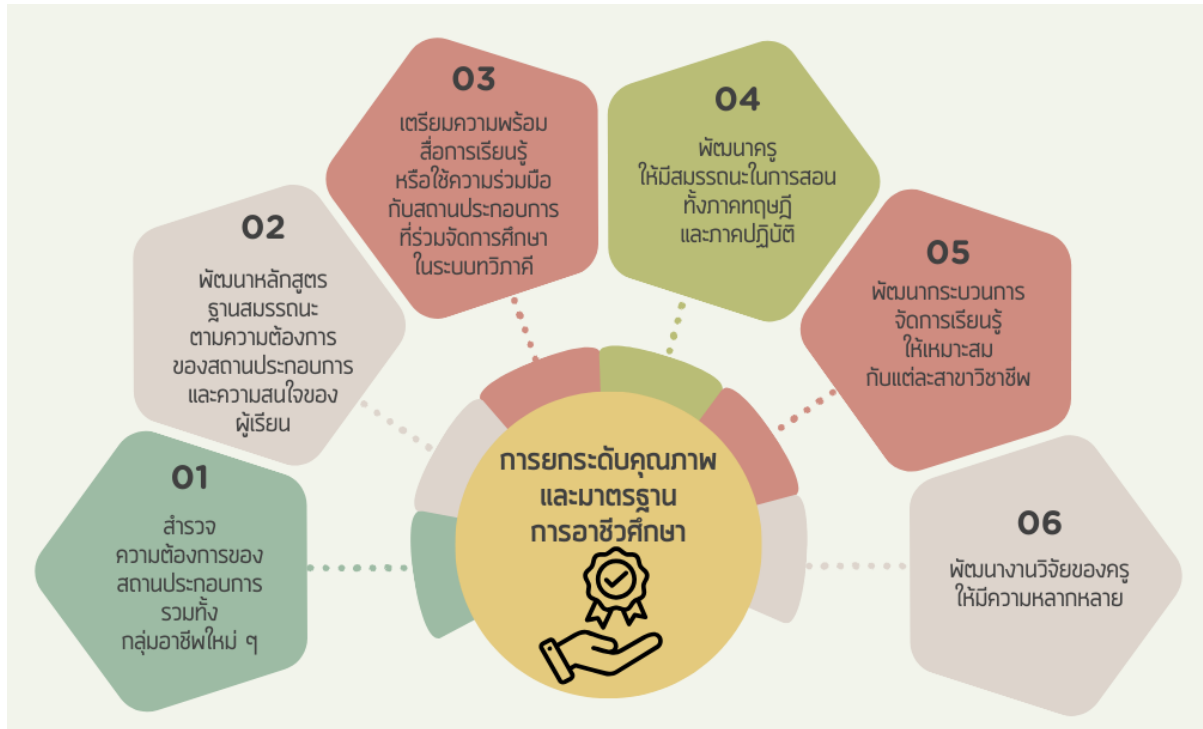 01
สำรวจ
ความต้องการของ
สถานประกอบการ
รวมทั้ง
กลุ่มอาชีพใหม่ ๆ
02
พัฒนาหลักสูตร
ฐานสมรรถนะ
ตามความต้องการ
ของสถานประกอบการ
และความสนใจของ
ผู้เรียน
03
เตรียมความพร้อม
สื่อการเรียนรู้
หรือใช้ความร่วมมือ
กับสถานประกอบการ
ที่ร่วมจัดการศึกษา
ในระบบทวิภาคี
04
พัฒนาครู
ให้มีสมรรถนะในการสอน
ทั้งภาคทฤษฎี
และภาคปฏิบัติ
05
พัฒนากระบวนการ
จัดการเรียนรู้
ให้เหมาะสม
กับแต่ละสาขาวิชาชีพ
06
พัฒนางานวิจัยของครู
ให้มีความหลากหลาย
การยกระดับคุณภาพ
และมาตรฐาน
การอาชีวศึกษา